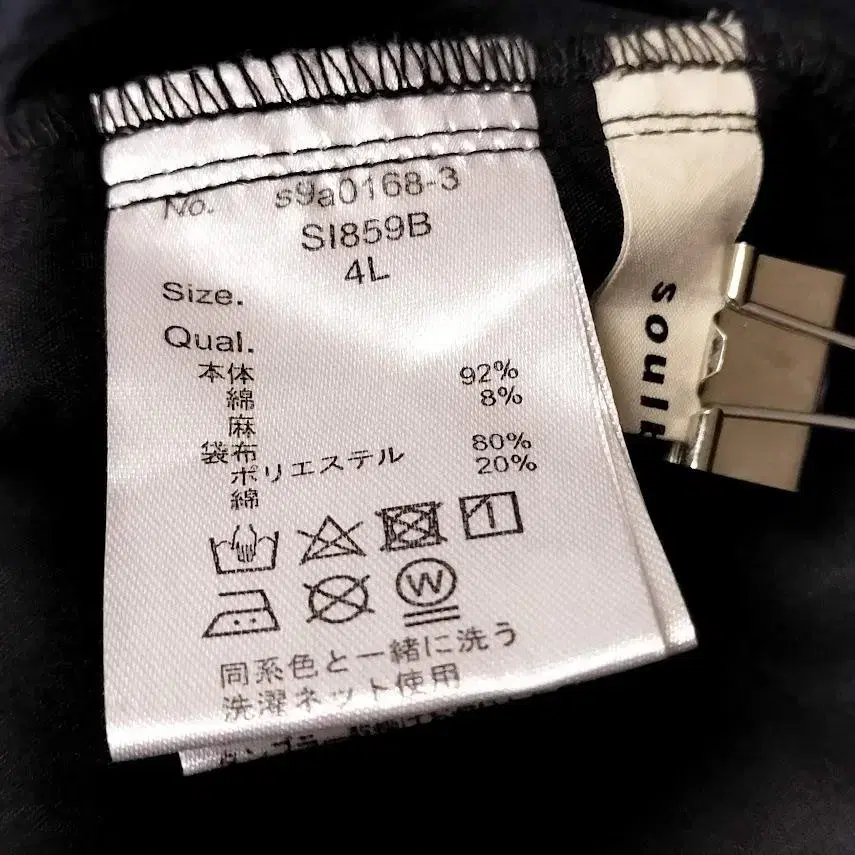 No. s9a0168-3
SI859B
Size. 4L
Qual.
本体
綿 92%
麻 8%
袋布
ポリエステル 80%
綿 20%
W
同系色と一緒に洗う
洗濯ネット使用
soulnos